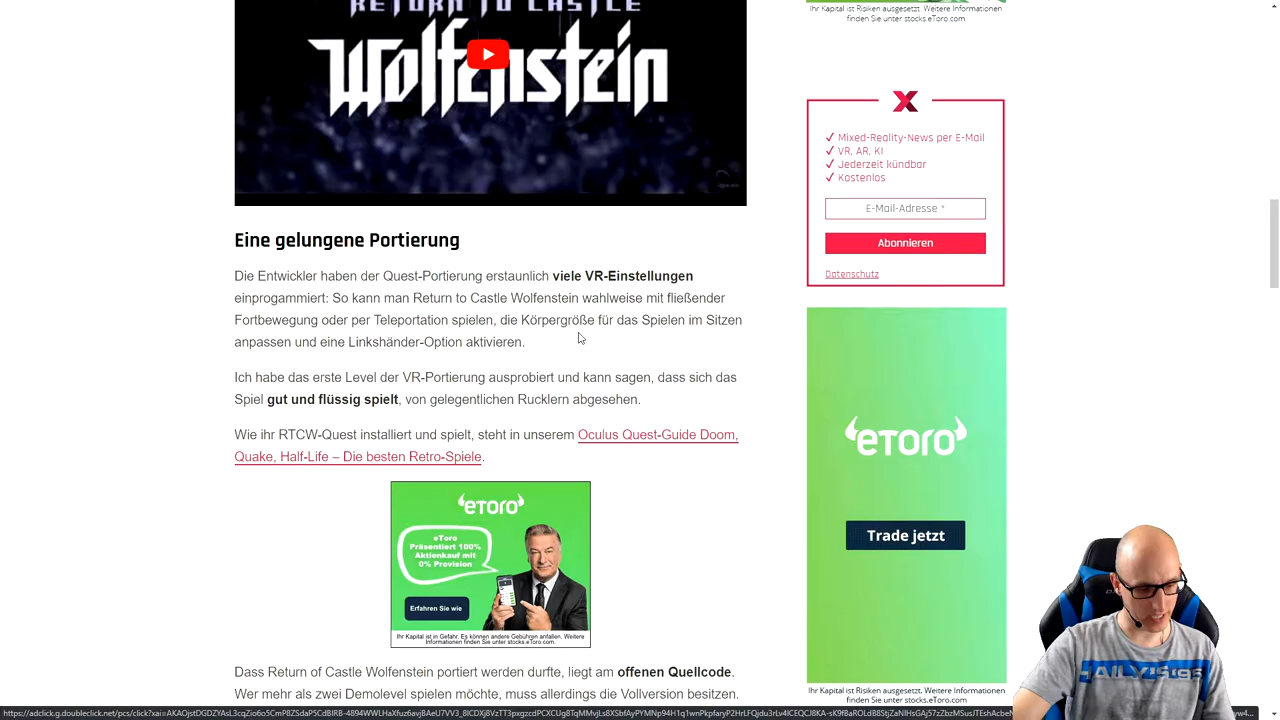 RETURN TO CASTLE
Wolfenstein
Eine gelungene Portierung
Die Entwickler haben der Quest-Portierung erstaunlich viele VR-Einstellungen
einprogammiert: So kann man Return to Castle Wolfenstein wahlweise mit fließender
Fortbewegung oder per Teleportation spielen, die Körpergröße für das Spielen im Sitzen
anpassen und eine Linkshänder-Option aktivieren.
Ich habe das erste Level der VR-Portierung ausprobiert und kann sagen, dass sich das
Spiel gut und flüssig spielt, von gelegentlichen Rucklern abgesehen.
Wie ihr RTCW-Quest installiert und spielt, steht in unserem Oculus Quest-Guide Doom,
Quake, Half-Life – Die besten Retro-Spiele.
eToro
eToro
Präsentiert 100%
Aktienkauf mit
0% Provision
Erfahren Sie wie
Ihr Kapital ist in Gefahr. Es können andere Gebühren anfallen. Weitere
Informationen finden Sie unter stocks.eToro.com.
Dass Return of Castle Wolfenstein portiert werden durfte, liegt am offenen Quellcode.
Wer mehr als zwei Demolevel spielen möchte, muss allerdings die Vollversion besitzen.
Ihr Kapital ist Risiken ausgesetzt. Weitere Informationen
finden Sie unter stocks.eToro.com
X
✓ Mixed-Reality-News per E-Mail
✓ VR, AR, KI
✓ Jederzeit kündbar
✓ Kostenlos
E-Mail-Adresse *
Abonnieren
Datenschutz
eToro
Trade jetzt
Ihr Kapital ist Risiken ausgesetzt. Weitere Informationen
finden Sie unter stocks.eToro.com